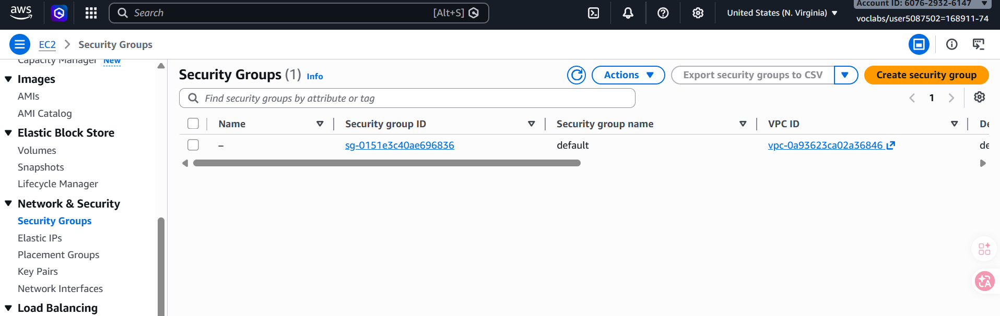 aws
Search [Alt+S]
United States (N. Virginia)
Account ID: 6076-2932-6147
voclabs/user5087502=168911-74
EC2 > Security Groups
Capacity Manager New
Images
AMIs
AMI Catalog
Elastic Block Store
Volumes
Snapshots
Lifecycle Manager
Network & Security
Security Groups
Elastic IPs
Placement Groups
Key Pairs
Network Interfaces
Load Balancing
Security Groups (1) Info
Actions
Export security groups to CSV
Create security group
Find security groups by attribute or tag
1
Name Security group ID Security group name VPC ID De
– sg-0151e3c40ae696836 default vpc-0a93623ca02a36846 de